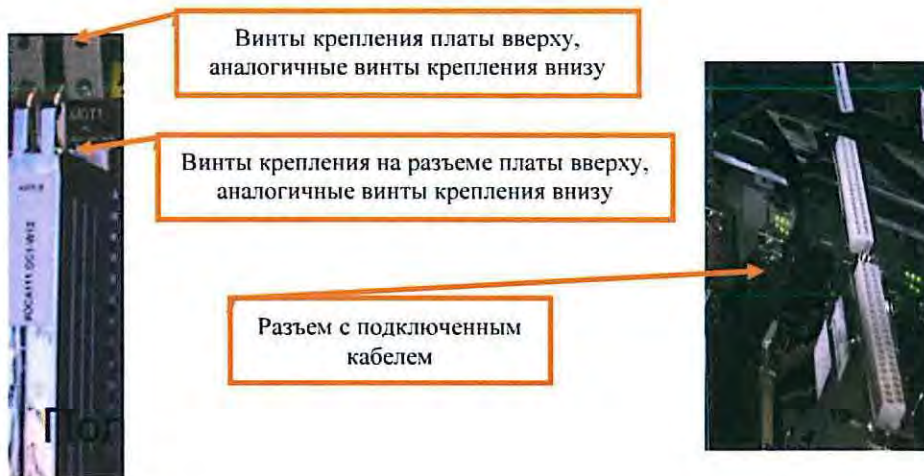 Винты крепления платы вверху,
аналогичные винты крепления внизу
Винты крепления на разъеме платы вверху,
аналогичные винты крепления внизу
Разъем с подключенным
кабелем
Пол